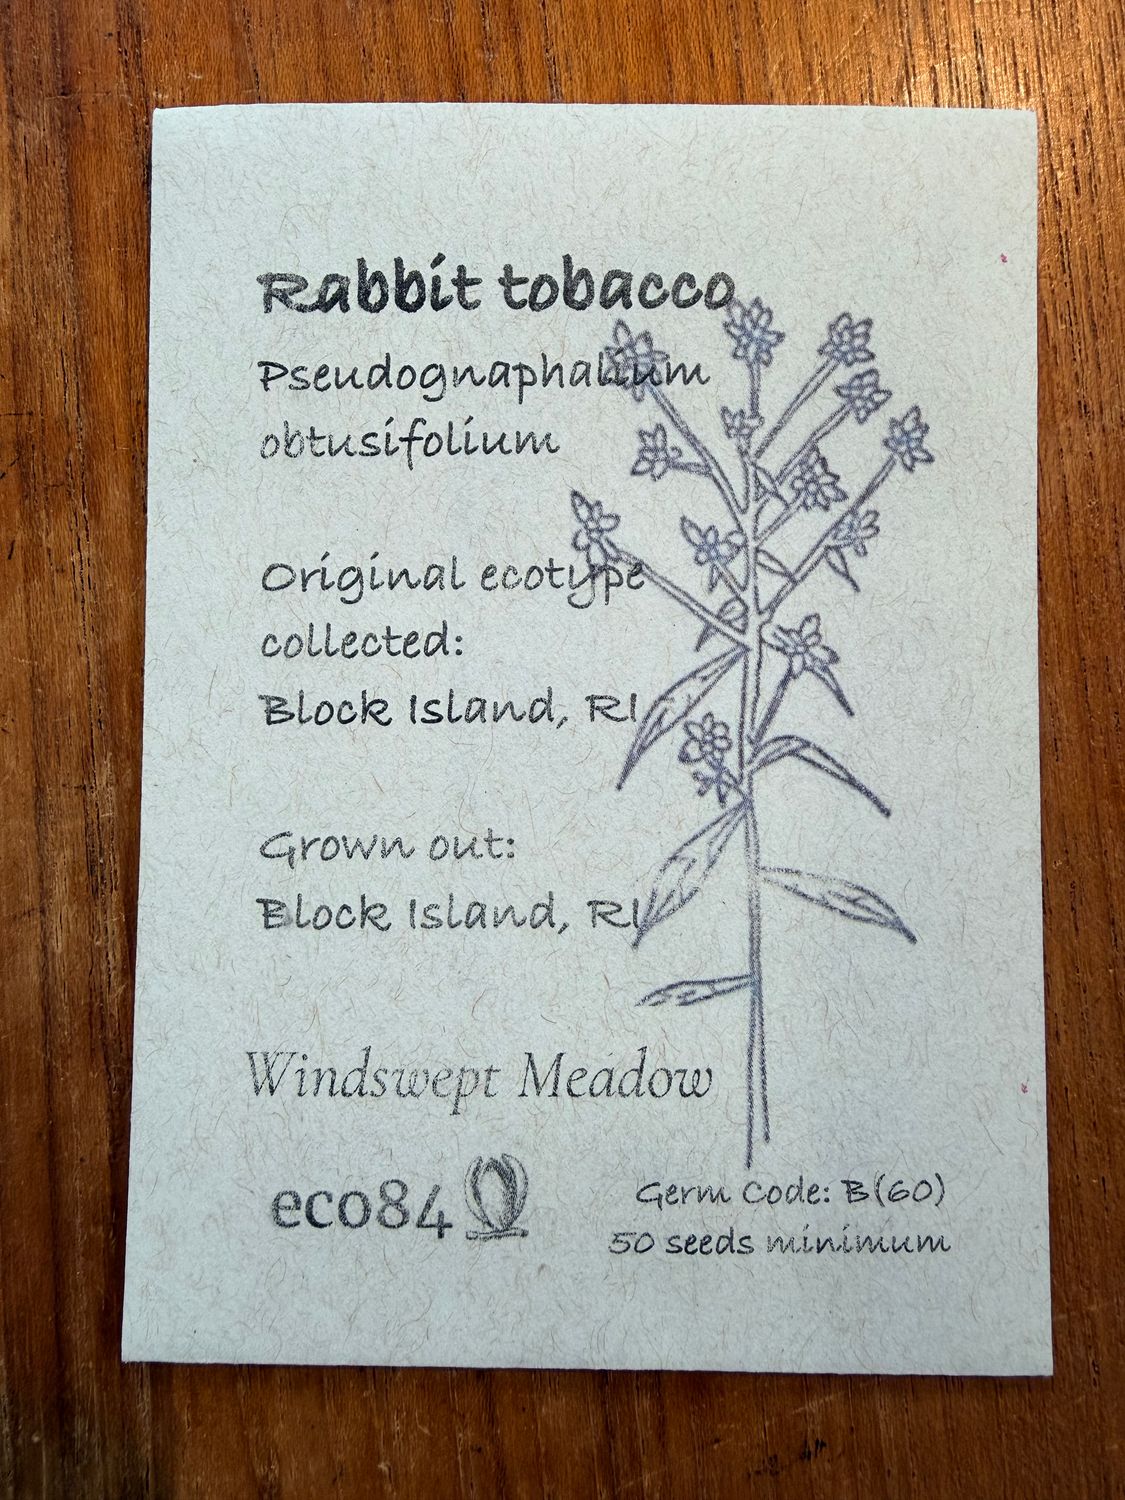 Rabbit tobacco
Pseudognaphalium
obtusifolium
Original ecotype
collected:
Block Island, RI
Grown out:
Block Island, RI
Windswept Meadow
eco84
Germ Code: B(60)
50 seeds minimum